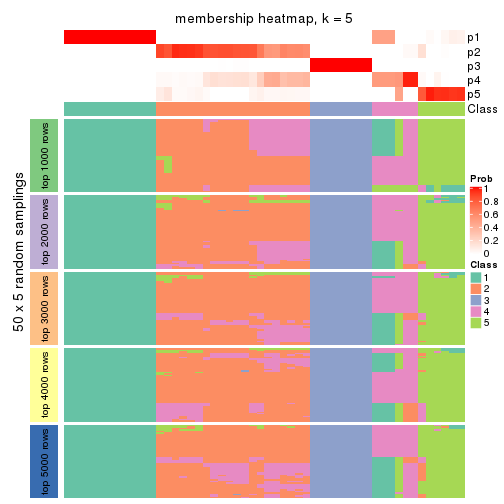 membership heatmap, k = 5
p1
p2
p3
p4
p5
Class
50 x 5 random samplings
top 1000 rows
top 2000 rows
top 3000 rows
top 4000 rows
top 5000 rows
Prob
1
0.8
0.6
0.4
0.2
0
Class
1
2
3
4
5